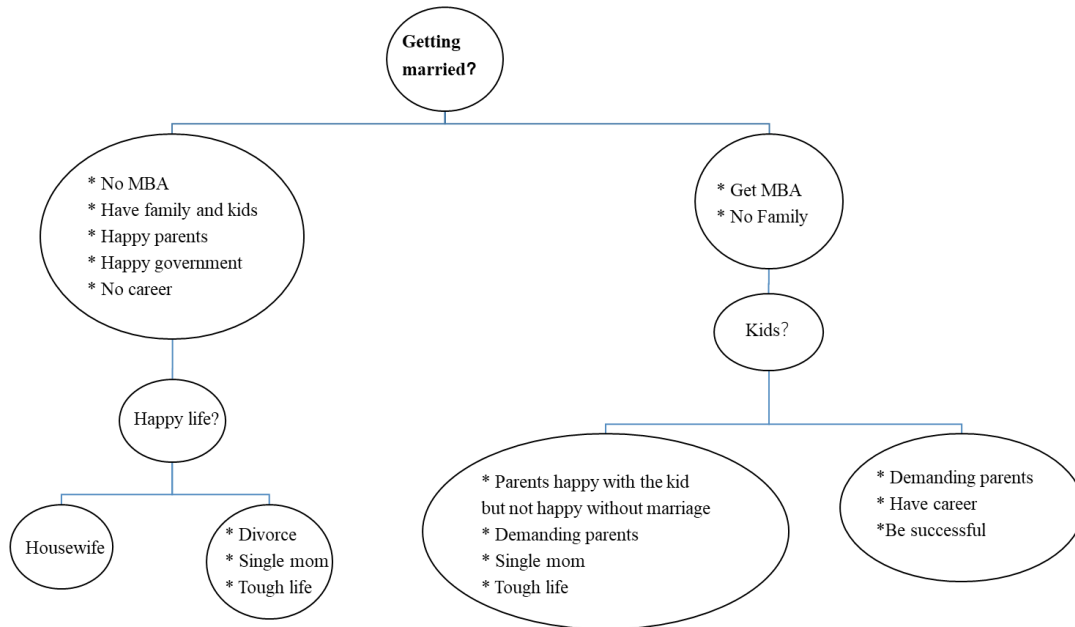 Getting
married?
* No MBA
* Have family and kids
* Happy parents
* Happy government
* No career
* Get MBA
* No Family
Kids?
Happy life?
* Parents happy with the kid
but not happy without marriage
* Demanding parents
* Single mom
* Tough life
* Demanding parents
* Have career
*Be successful
Housewife
* Divorce
* Single mom
* Tough life